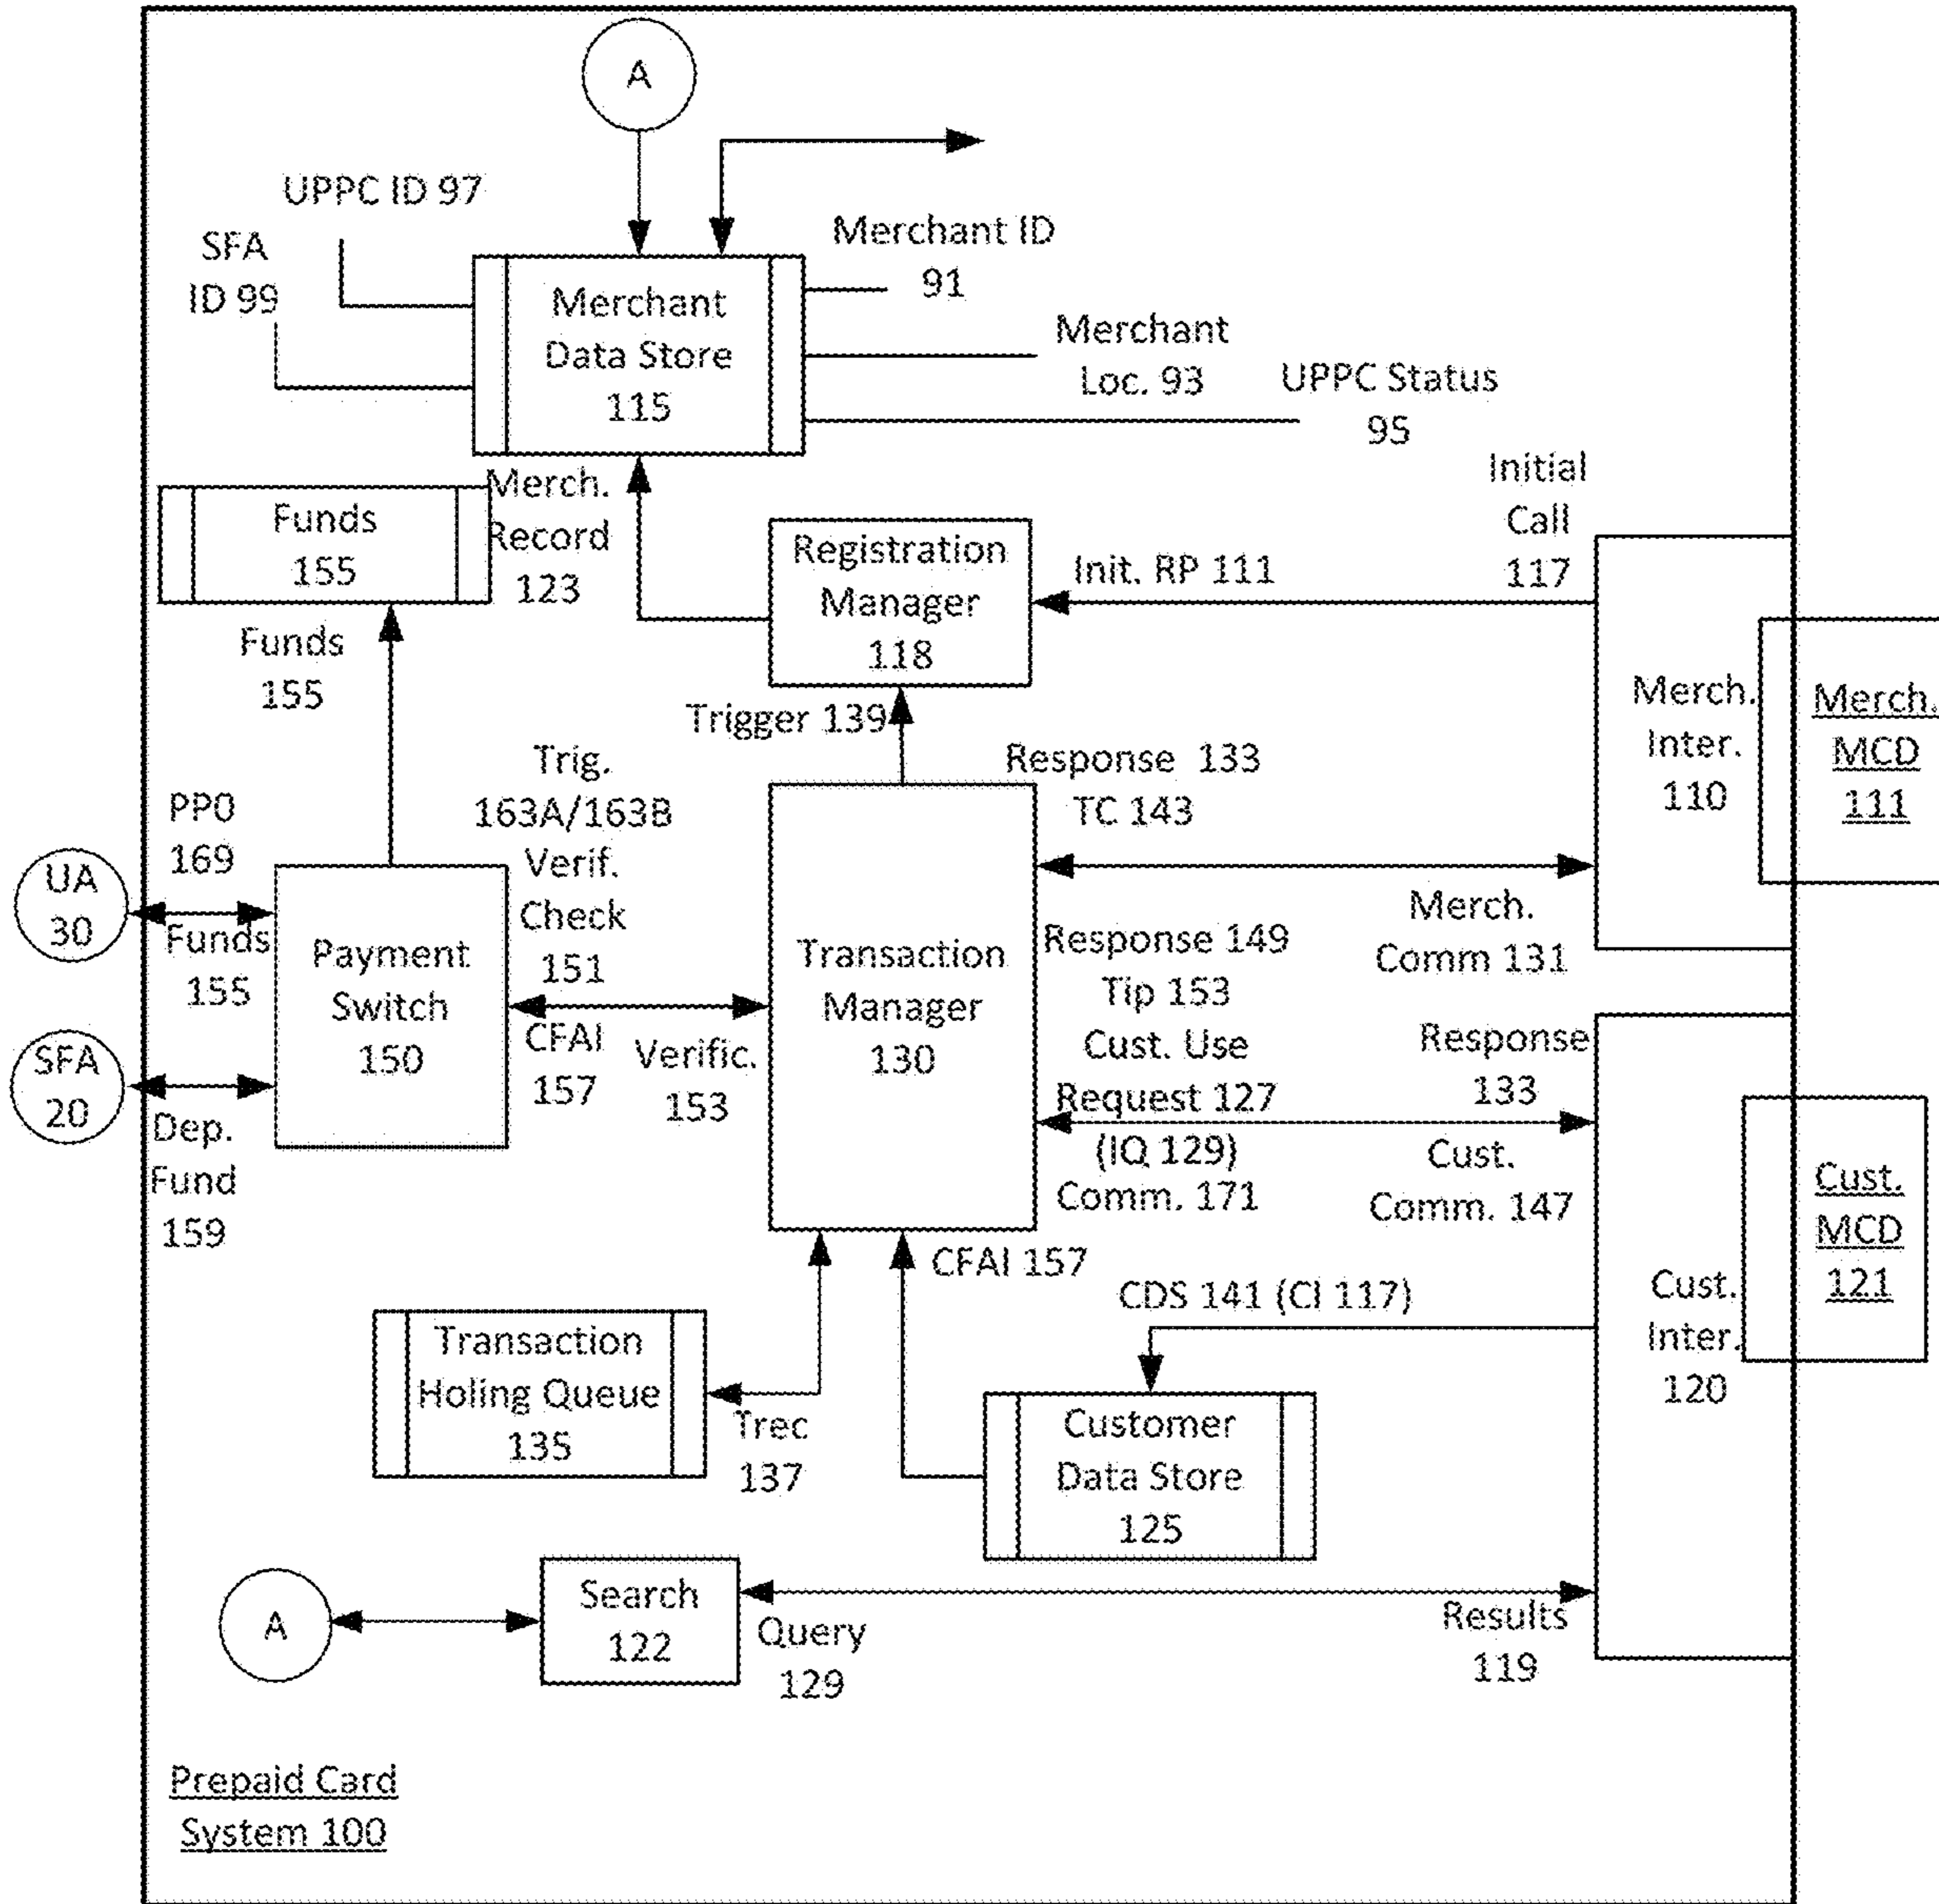 A
UPPC ID 97
SFA
ID 99
Merchant
Data Store
115
Merchant ID
91
Merchant
Loc. 93
UPPC Status
95
Funds
155
Merch.
Record
123
Registration
Manager
118
Init. RP 111
Initial
Call
117
Funds
155
Trigger 139
Merch.
Inter.
110
Merch.
MCD
111
Trig.
163A/163B
Verif.
Check
151
Response 133
TC 143
PP0
169
UA
30
Funds
155
Payment
Switch
150
Transaction
Manager
130
Merch.
Comm 131
Response 149
Tip 153
Cust. Use
Request 127
(IQ 129)
Comm. 171
Response
133
Cust.
Comm. 147
SFA
20
Dep.
Fund
159
CFAI
157
Verific.
153
CFAI 157
CDS 141 (CI 117)
Cust.
Inter.
120
Cust.
MCD
121
Transaction
Holing Queue
135
Trec
137
Customer
Data Store
125
A
Search
122
Query
129
Results
119
Prepaid Card
System 100